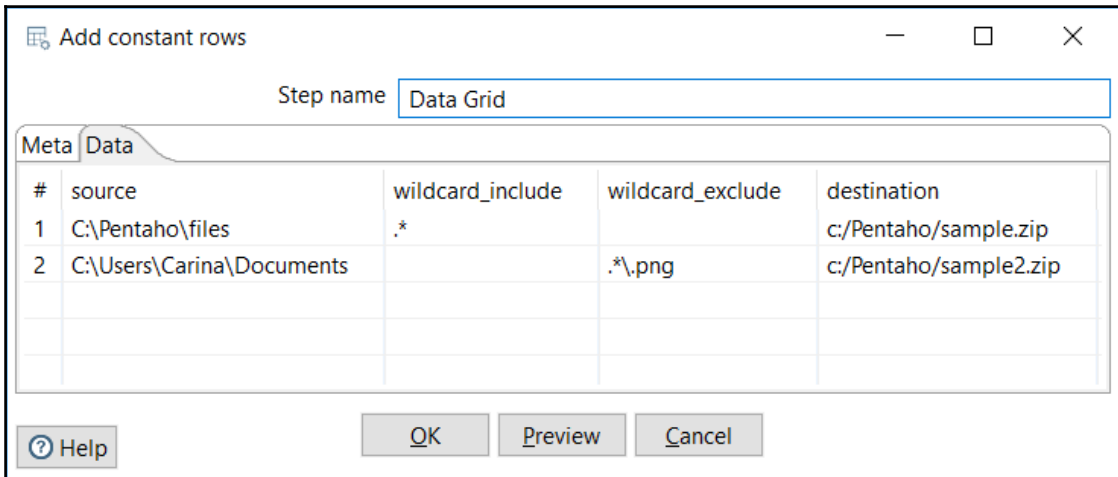 Add constant rows
Step name Data Grid
Meta Data
# source wildcard_include wildcard_exclude destination
1 C:\Pentaho\files .* c:/Pentaho/sample.zip
2 C:\Users\Carina\Documents .*\.png c:/Pentaho/sample2.zip
Help OK Preview Cancel